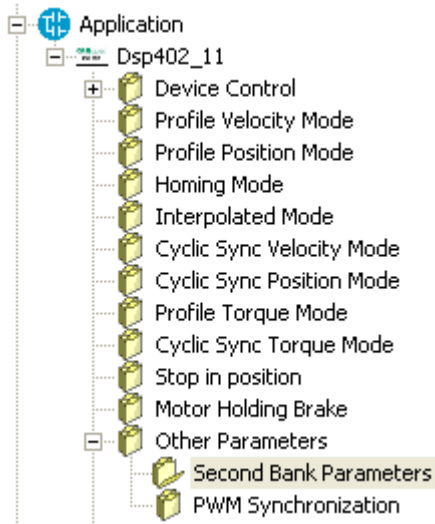 Application
Dsp402_11
Device Control
Profile Velocity Mode
Profile Position Mode
Homing Mode
Interpolated Mode
Cyclic Sync Velocity Mode
Cyclic Sync Position Mode
Profile Torque Mode
Cyclic Sync Torque Mode
Stop in position
Motor Holding Brake
Other Parameters
Second Bank Parameters
PWM Synchronization